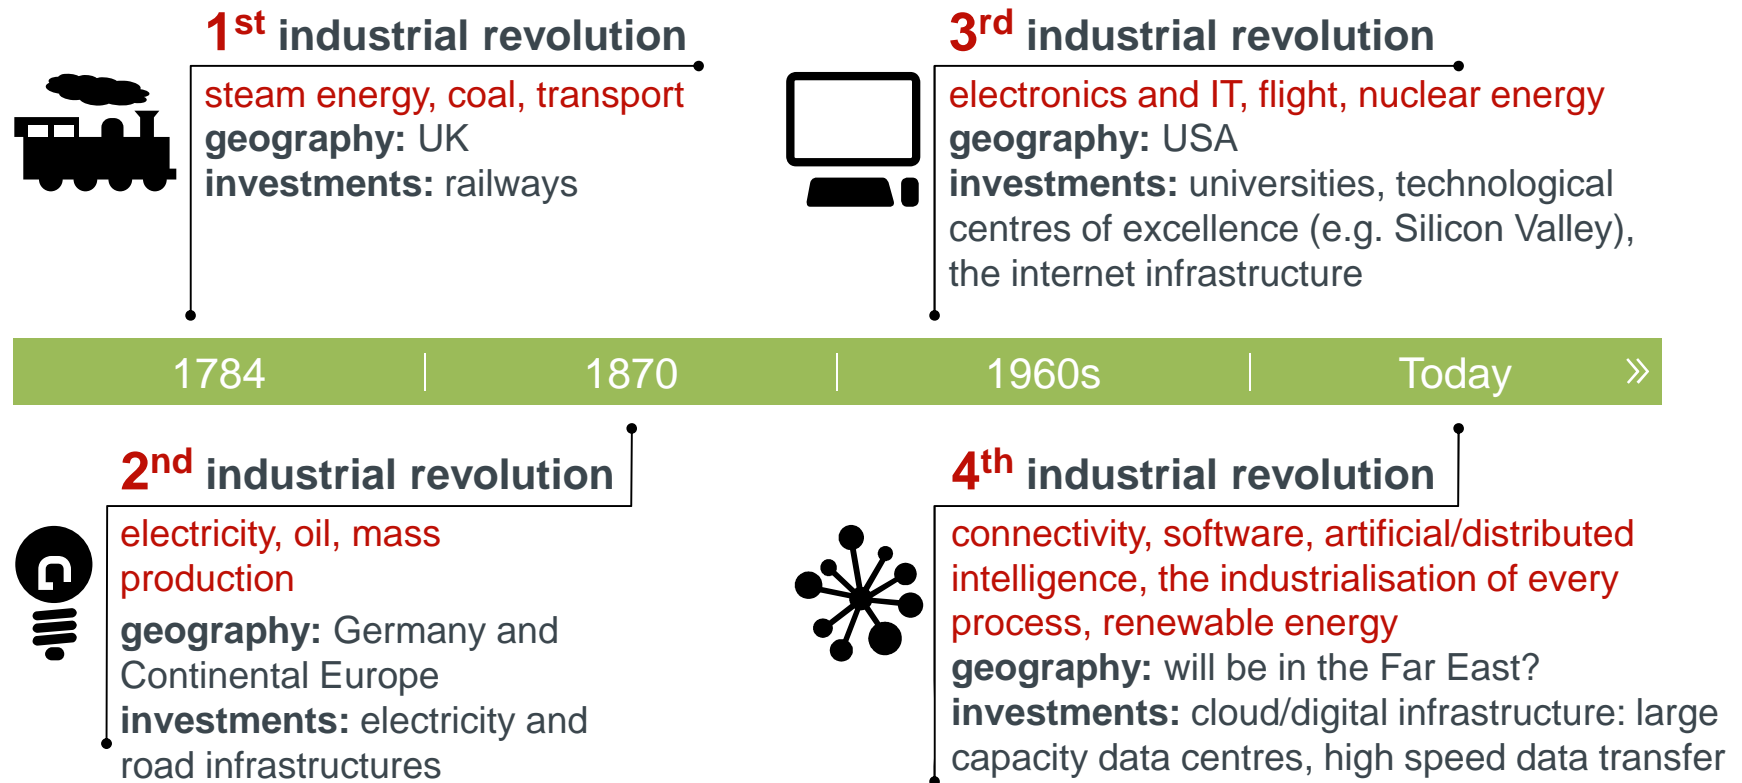 1st industrial revolution
steam energy, coal, transport
geography: UK
investments: railways
3rd industrial revolution
electronics and IT, flight, nuclear energy
geography: USA
investments: universities, technological
centres of excellence (e.g. Silicon Valley),
the internet infrastructure
1784
1870
1960s
Today
2nd industrial revolution
electricity, oil, mass
production
geography: Germany and
Continental Europe
investments: electricity and
road infrastructures
4th industrial revolution
connectivity, software, artificial/distributed
intelligence, the industrialisation of every
process, renewable energy
geography: will be in the Far East?
investments: cloud/digital infrastructure: large
capacity data centres, high speed data transfer